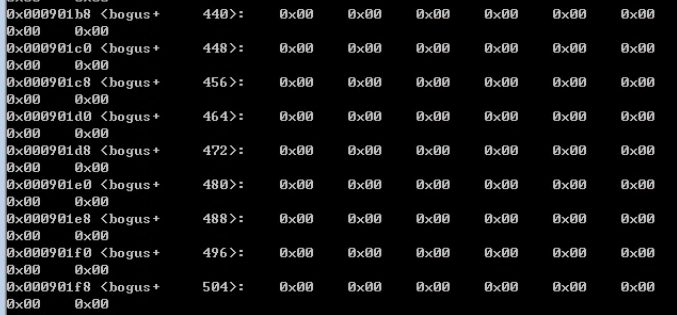 0x000901b8 <bogus+ 440>: 0x00 0x00 0x00 0x00 0x00 0x00
0x00 0x00
0x000901c0 <bogus+ 448>: 0x00 0x00 0x00 0x00 0x00 0x00
0x00 0x00
0x000901c8 <bogus+ 456>: 0x00 0x00 0x00 0x00 0x00 0x00
0x00 0x00
0x000901d0 <bogus+ 464>: 0x00 0x00 0x00 0x00 0x00 0x00
0x00 0x00
0x000901d8 <bogus+ 472>: 0x00 0x00 0x00 0x00 0x00 0x00
0x00 0x00
0x000901e0 <bogus+ 480>: 0x00 0x00 0x00 0x00 0x00 0x00
0x00 0x00
0x000901e8 <bogus+ 488>: 0x00 0x00 0x00 0x00 0x00 0x00
0x00 0x00
0x000901f0 <bogus+ 496>: 0x00 0x00 0x00 0x00 0x00 0x00
0x00 0x00
0x000901f8 <bogus+ 504>: 0x00 0x00 0x00 0x00 0x00 0x00
0x00 0x00